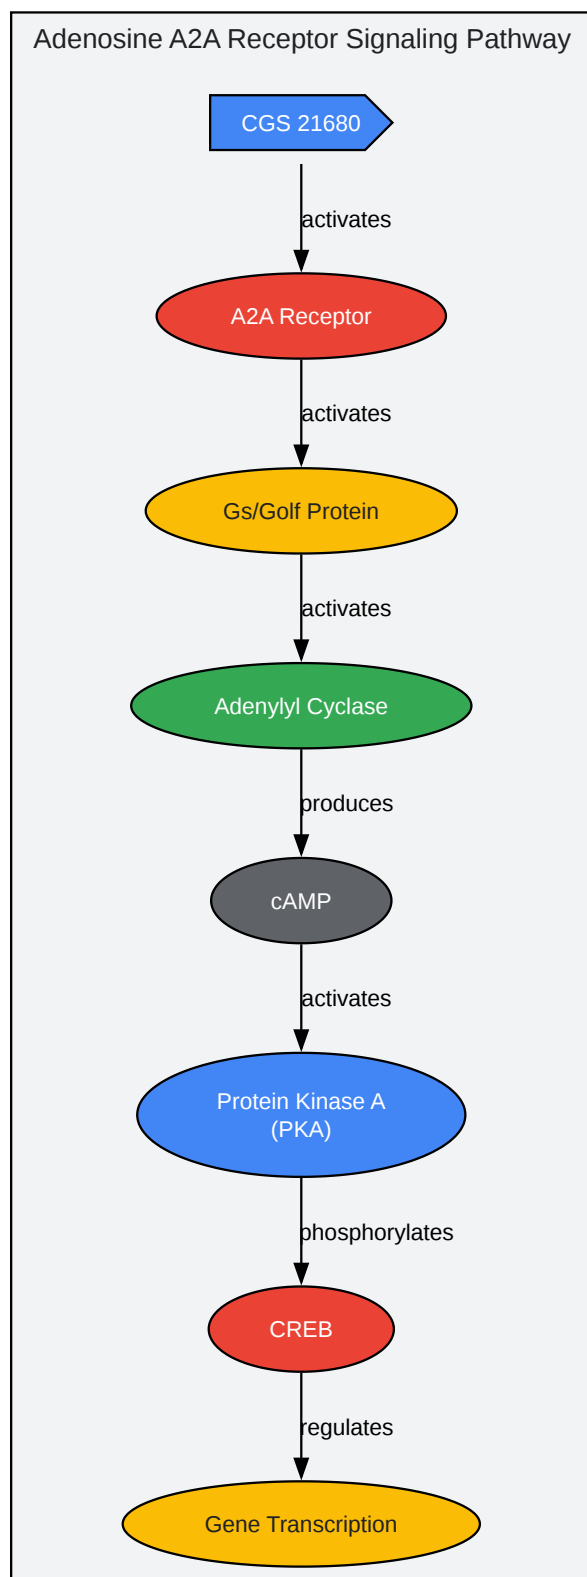 Adenosine A2A Receptor Signaling Pathway
CGS 21680
activates
A2A Receptor
activates
Gs/Golf Protein
activates
Adenylyl Cyclase
produces
cAMP
activates
Protein Kinase A
(PKA)
phosphorylates
CREB
regulates
Gene Transcription